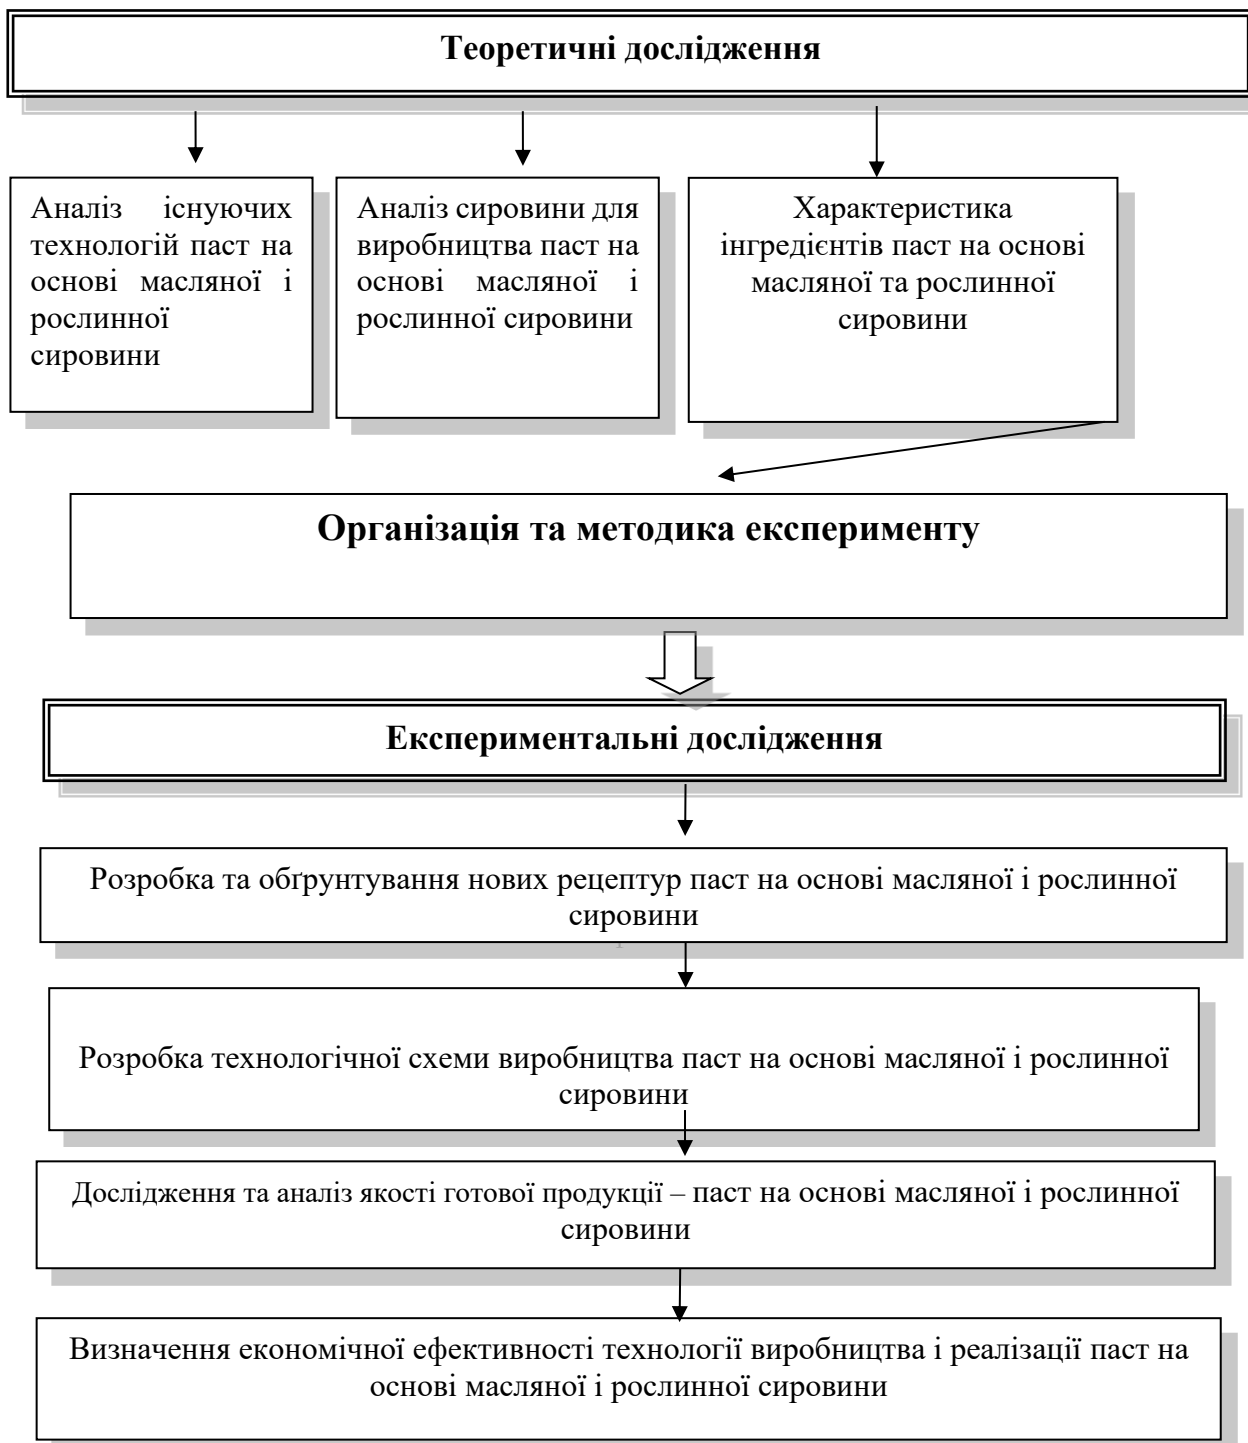 Теоретичні дослідження
Аналіз існуючих
технологій паст на
основі масляної і
рослинної
сировини
Аналіз сировини для
виробництва паст на
основі масляної і
рослинної сировини
Характеристика
інгредієнтів паст на основі
масляної та рослинної
сировини
Організація та методика експерименту
Експериментальні дослідження
Розробка та обґрунтування нових рецептур паст на основі масляної і рослинної
сировини
Розробка технологічної схеми виробництва паст на основі масляної і рослинної
сировини
Дослідження та аналіз якості готової продукції – паст на основі масляної і рослинної
сировини
Визначення економічної ефективності технології виробництва і реалізації паст на
основі масляної і рослинної сировини